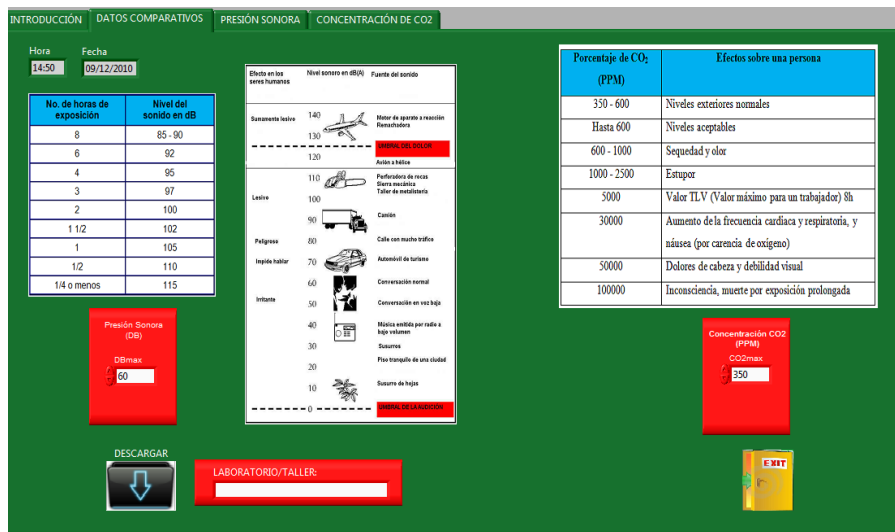 INTRODUCCIÓN DATOS COMPARATIVOS PRESIÓN SONORA CONCENTRACIÓN DE CO2
Hora Fecha
14:50 09/12/2010
No. de horas de exposición Nivel del sonido en dB
8 85 - 90
6 92
4 95
3 97
2 100
1 1/2 102
1 105
1/2 110
1/4 o menos 115
Presión Sonora
(DB)
DBmax
60
Efecto en los seres humanos Nivel sonoro en dB(A) Fuente del sonido
Sumamente lesivo 140 Motor de aparato a reacción
Remachadora
130
UMBRAL DEL DOLOR
120
Avión a hélice
110 Perforadora de rocas
Sierra mecánica
Taller de metalistería
Lesivo 100
90 Camión
Peligroso 80 Calle con mucho tráfico
Impide hablar 70 Automóvil de turismo
60 Conversación normal
Irritante 50 Conversación en voz baja
40 Música emitida por radio a
bajo volumen
30 Susurros
Piso tranquilo de una ciudad
20
10 Susurro de hojas
0 UMBRAL DE LA AUDICIÓN
Porcentaje de CO2 Efectos sobre una persona
(PPM)
350 - 600 Niveles exteriores normales
Hasta 600 Niveles aceptables
600 - 1000 Sequedad y olor
1000 - 2500 Estupor
5000 Valor TLV (Valor máximo para un trabajador) 8h
30000 Aumento de la frecuencia cardiaca y respiratoria, y
náusea (por carencia de oxigeno)
50000 Dolores de cabeza y debilidad visual
100000 Inconsciencia, muerte por exposición prolongada
Concentración CO2
(PPM)
CO2max
350
DESCARGAR
LABORATORIO/TALLER:
EXIT